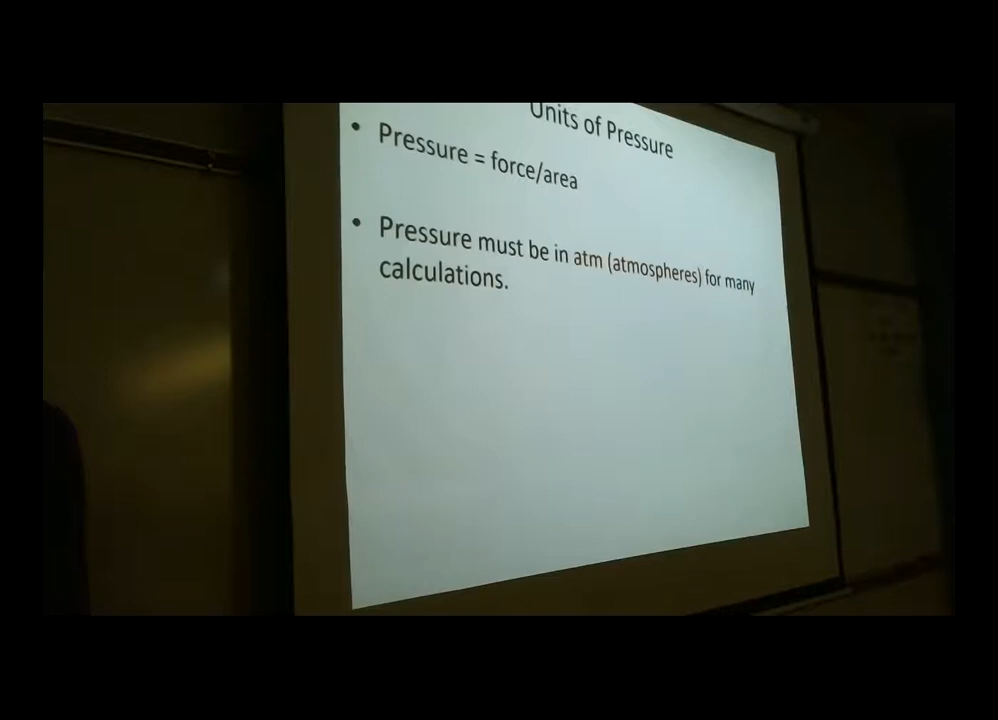 Units of Pressure
• Pressure = force/area
• Pressure must be in atm (atmospheres) for many
calculations.